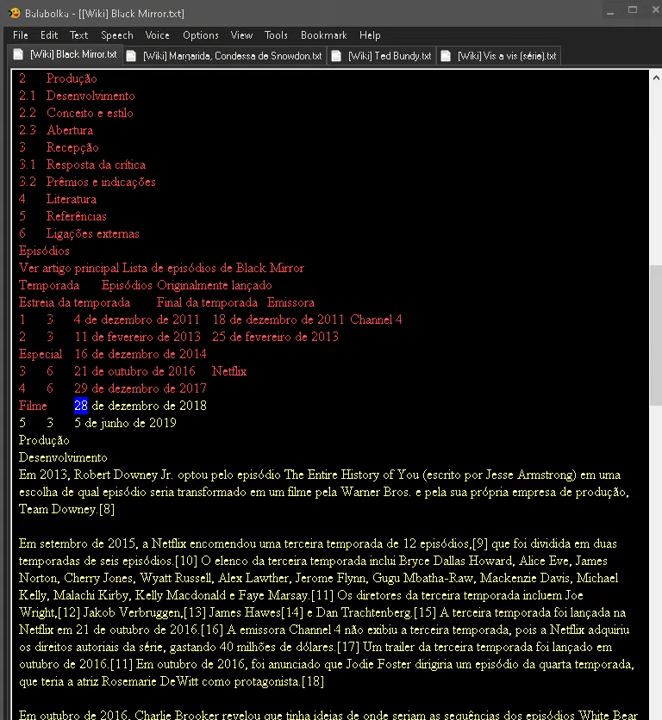 Balabolka - [[Wiki] Black Mirror.txt]
File Edit Text Speech Voice Options View Tools Bookmark Help
[Wiki] Black Mirror.txt [Wiki] Margarida, Condessa de Snowdon.txt [Wiki] Ted Bundy.txt [Wiki] Vis a vis (série).txt
2 Produção
2.1 Desenvolvimento
2.2 Conceito e estilo
2.3 Abertura
3 Recepção
3.1 Resposta da crítica
3.2 Prêmios e indicações
4 Literatura
5 Referências
6 Ligações externas
Episódios
Ver artigo principal Lista de episódios de Black Mirror
Temporada Episódios Originalmente lançado
Estreia da temporada Final da temporada Emissora
1 3 4 de dezembro de 2011 18 de dezembro de 2011 Channel 4
2 3 11 de fevereiro de 2013 25 de fevereiro de 2013
Especial 16 de dezembro de 2014
3 6 21 de outubro de 2016 Netflix
4 6 29 de dezembro de 2017
Filme 28 de dezembro de 2018
5 3 5 de junho de 2019
Produção
Desenvolvimento
Em 2013, Robert Downey Jr. optou pelo episódio The Entire History of You (escrito por Jesse Armstrong) em uma
escolha de qual episódio seria transformado em um filme pela Warner Bros. e pela sua própria empresa de produção,
Team Downey.[8]
Em setembro de 2015, a Netflix encomendou uma terceira temporada de 12 episódios,[9] que foi dividida em duas
temporadas de seis episódios.[10] O elenco da terceira temporada inclui Bryce Dallas Howard, Alice Eve, James
Norton, Cherry Jones, Wyatt Russell, Alex Lawther, Jerome Flynn, Gugu Mbatha-Raw, Mackenzie Davis, Michael
Kelly, Malachi Kirby, Kelly Macdonald e Faye Marsay.[11] Os diretores da terceira temporada incluem Joe
Wright,[12] Jakob Verbruggen,[13] James Hawes[14] e Dan Trachtenberg.[15] A terceira temporada foi lançada na
Netflix em 21 de outubro de 2016.[16] A emissora Channel 4 não exibiu a terceira temporada, pois a Netflix adquiriu
os direitos autoriais da série, gastando 40 milhões de dólares.[17] Um trailer da terceira temporada foi lançado em
outubro de 2016.[11] Em outubro de 2016, foi anunciado que Jodie Foster dirigiria um episódio da quarta temporada,
que teria a atriz Rosemarie DeWitt como protagonista.[18]
Em outubro de 2016, Charlie Brooker revelou que tinha ideias de onde seriam as sequências dos episódios White Bear